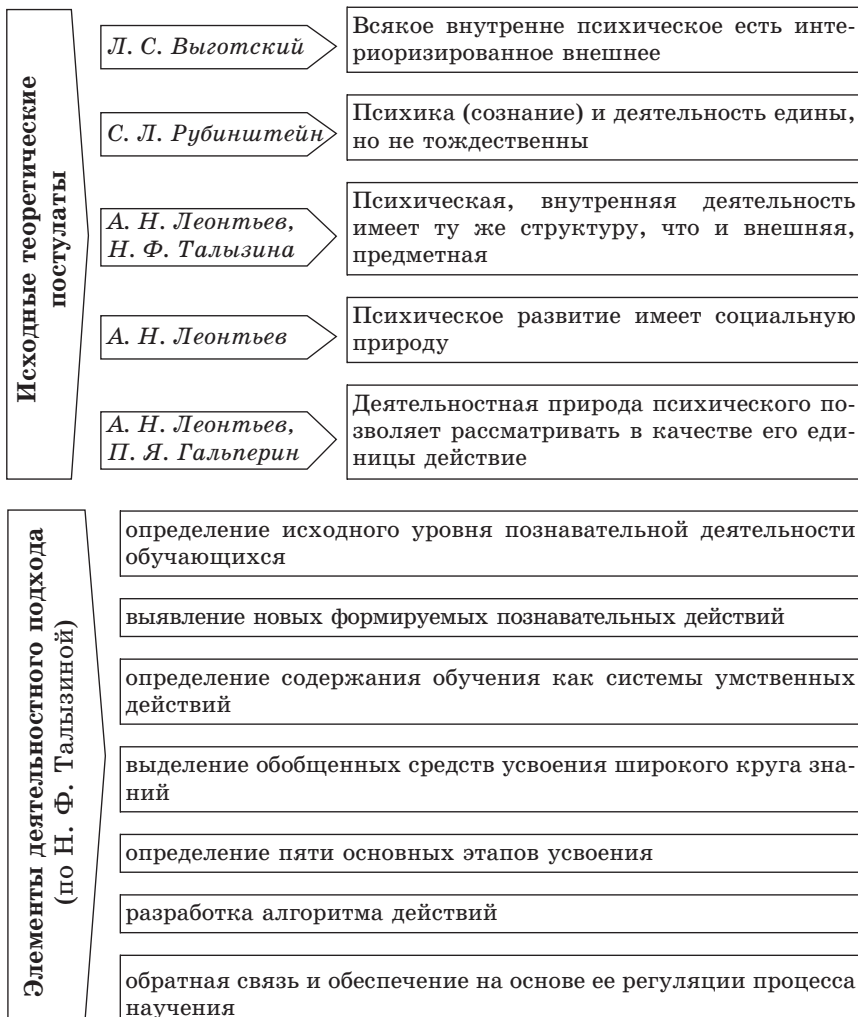 Исходные теоретические
постулаты
Л. С. Выготский
Всякое внутренне психическое есть инте-
риоризированное внешнее
С. Л. Рубинштейн
Психика (сознание) и деятельность едины,
но не тождественны
А. Н. Леонтьев,
Н. Ф. Талызина
Психическая, внутренняя деятельность
имеет ту же структуру, что и внешняя,
предметная
А. Н. Леонтьев
Психическое развитие имеет социальную
природу
А. Н. Леонтьев,
П. Я. Гальперин
Деятельностная природа психического по-
зволяет рассматривать в качестве его еди-
ницы действие
Элементы деятельностного подхода
(по Н. Ф. Талызиной)
определение исходного уровня познавательной деятельности
обучающихся
выявление новых формируемых познавательных действий
определение содержания обучения как системы умственных
действий
выделение обобщенных средств усвоения широкого круга зна-
ний
определение пяти основных этапов усвоения
разработка алгоритма действий
обратная связь и обеспечение на основе ее регуляции процесса
научения